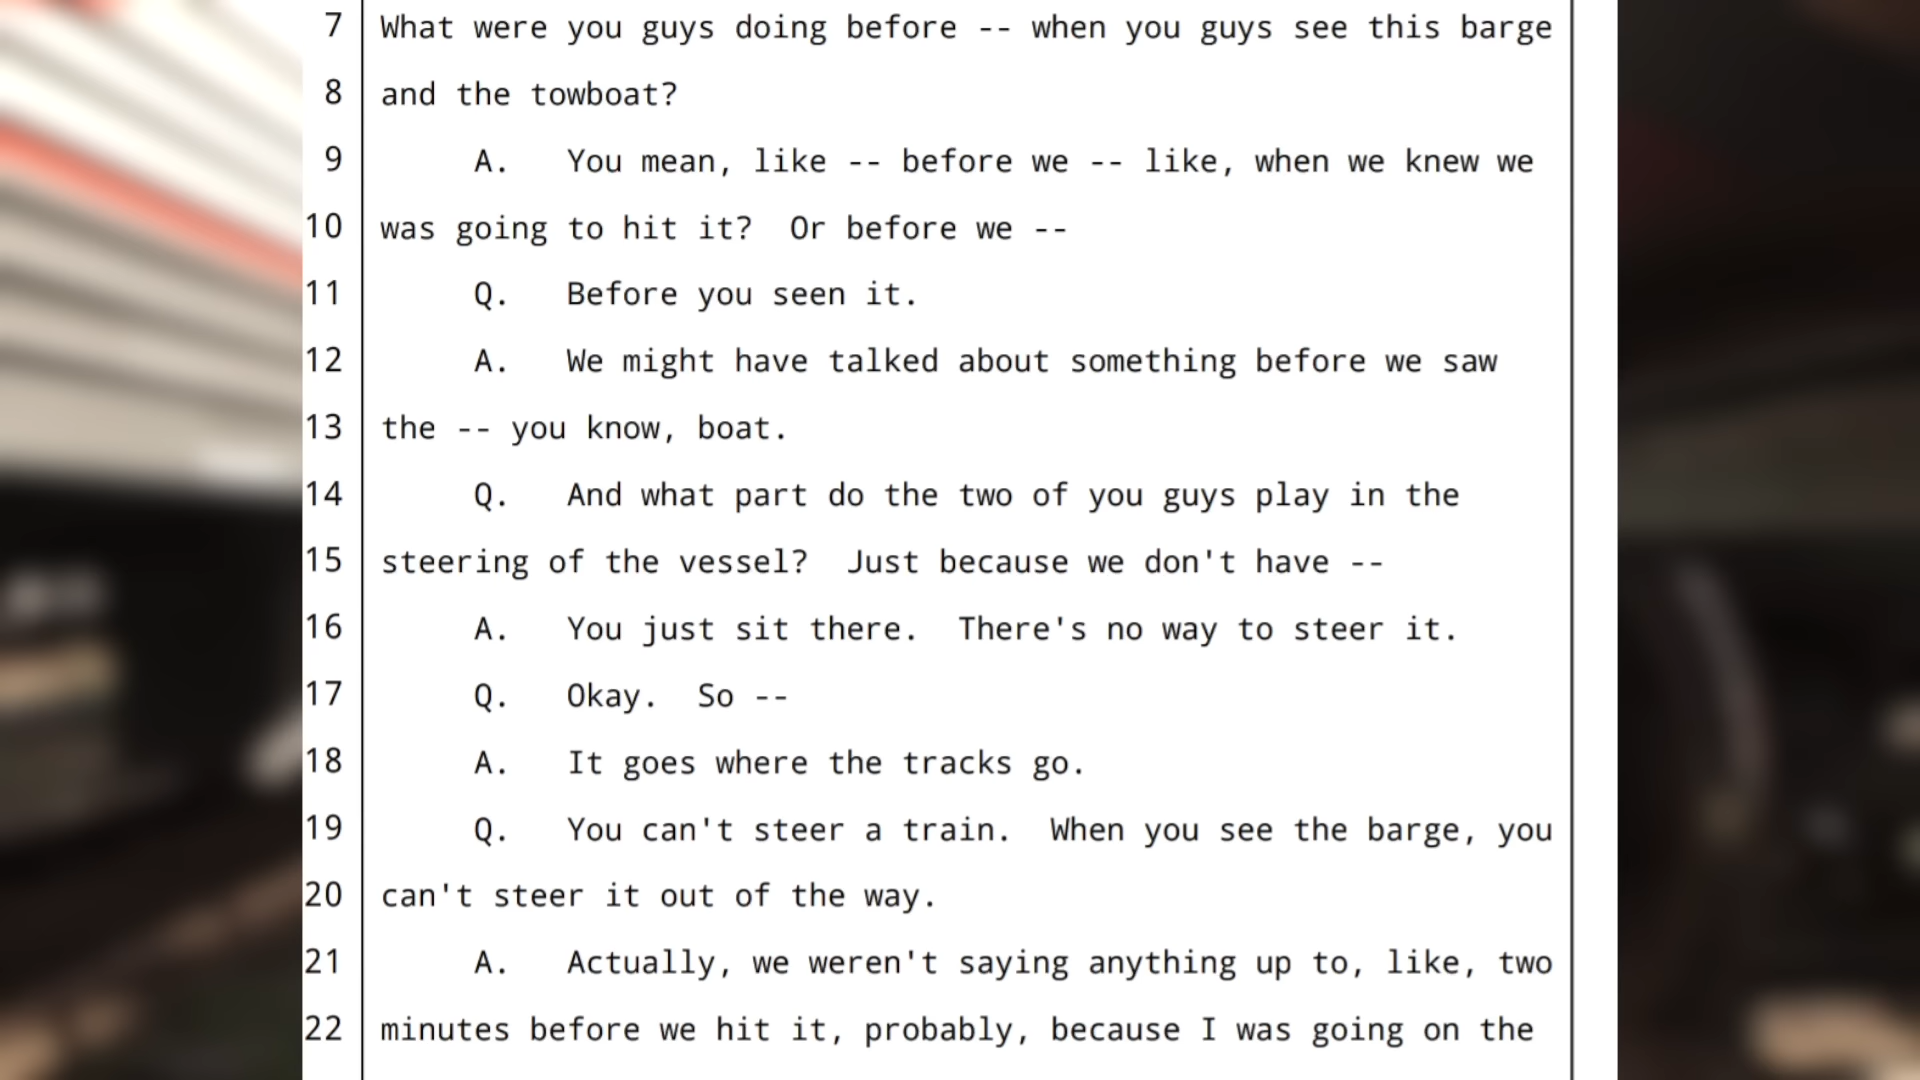 7 What were you guys doing before -- when you guys see this barge
8 and the towboat?
9 A. You mean, like -- before we -- like, when we knew we
10 was going to hit it? Or before we --
11 Q. Before you seen it.
12 A. We might have talked about something before we saw
13 the -- you know, boat.
14 Q. And what part do the two of you guys play in the
15 steering of the vessel? Just because we don't have --
16 A. You just sit there. There's no way to steer it.
17 Q. Okay. So --
18 A. It goes where the tracks go.
19 Q. You can't steer a train. When you see the barge, you
20 can't steer it out of the way.
21 A. Actually, we weren't saying anything up to, like, two
22 minutes before we hit it, probably, because I was going on the